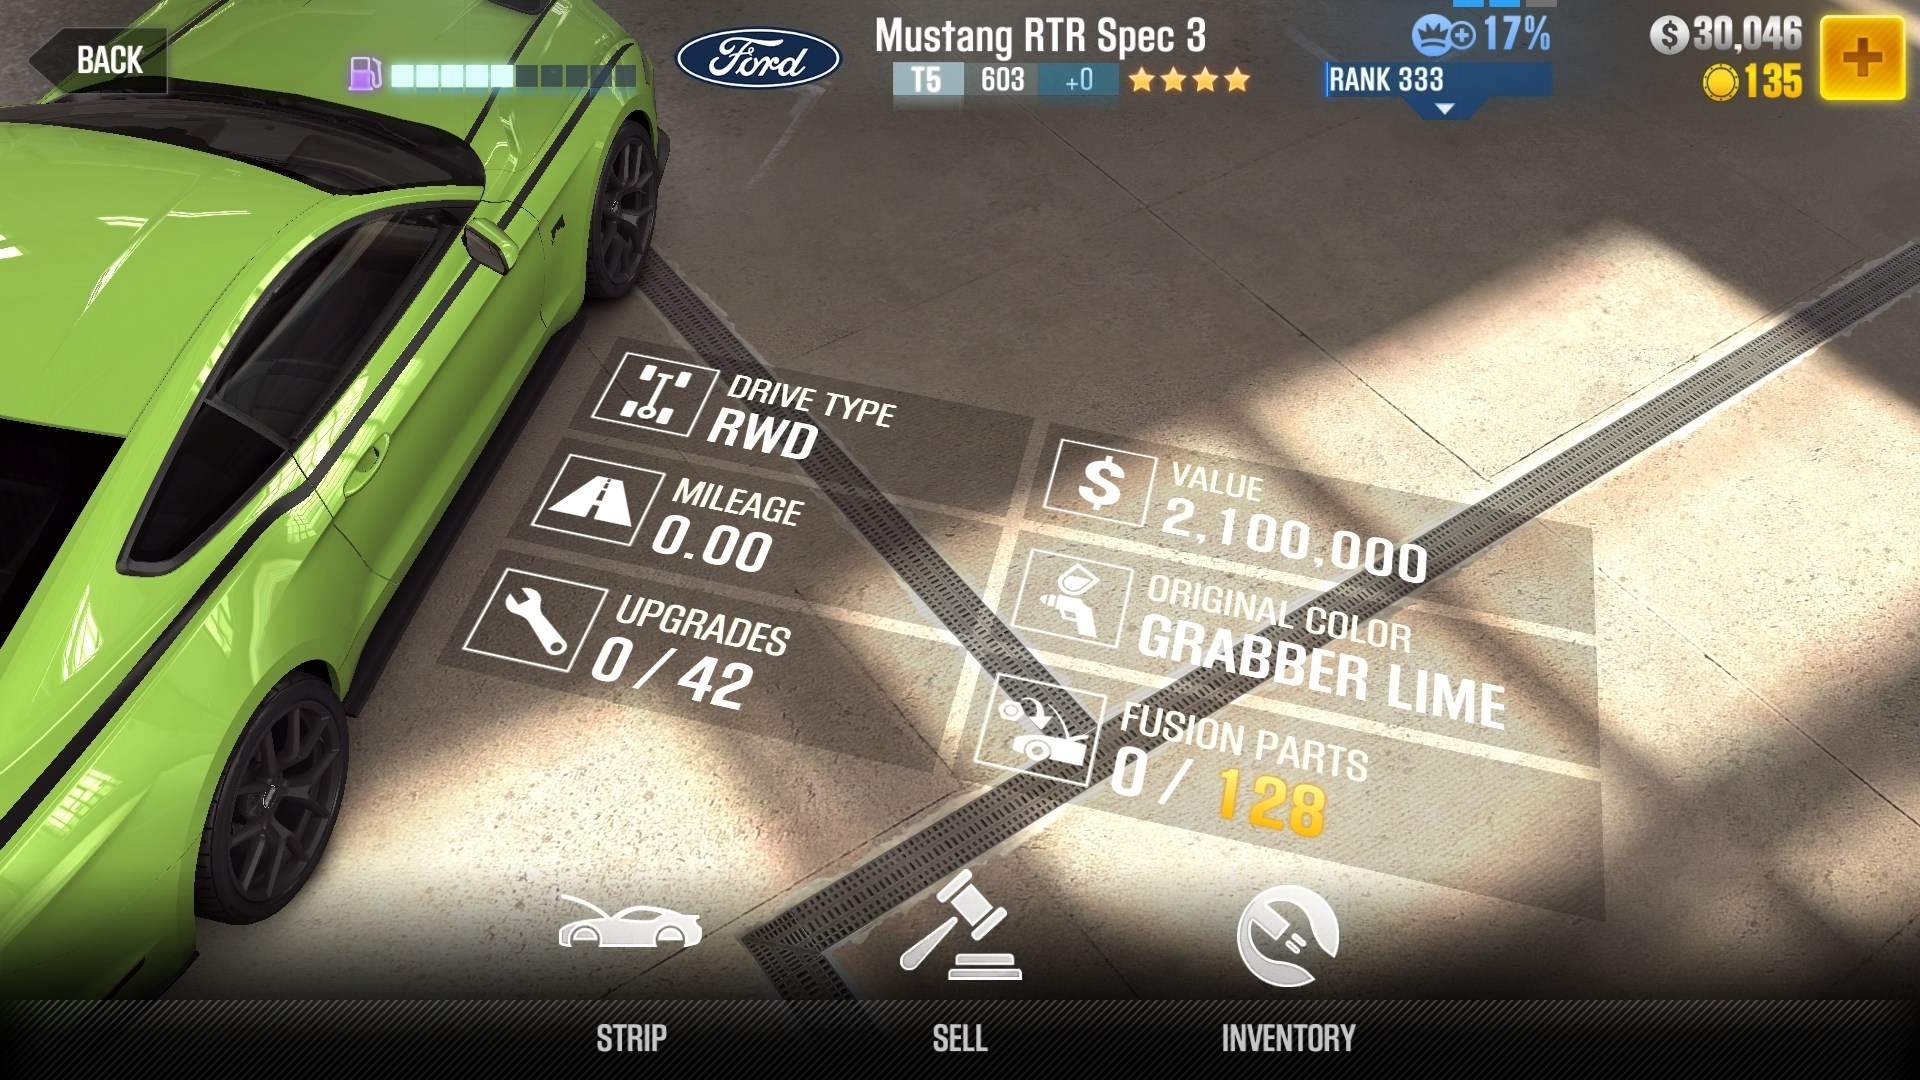 BACK
Ford
Mustang RTR Spec 3
T5 603 +0
17%
RANK 333
$ 30,046
135
DRIVE TYPE
RWD
MILEAGE
0.00
UPGRADES
0 / 42
$ VALUE
2,100,000
ORIGINAL COLOR
GRABBER LIME
FUSION PARTS
0 / 128
STRIP
SELL
INVENTORY